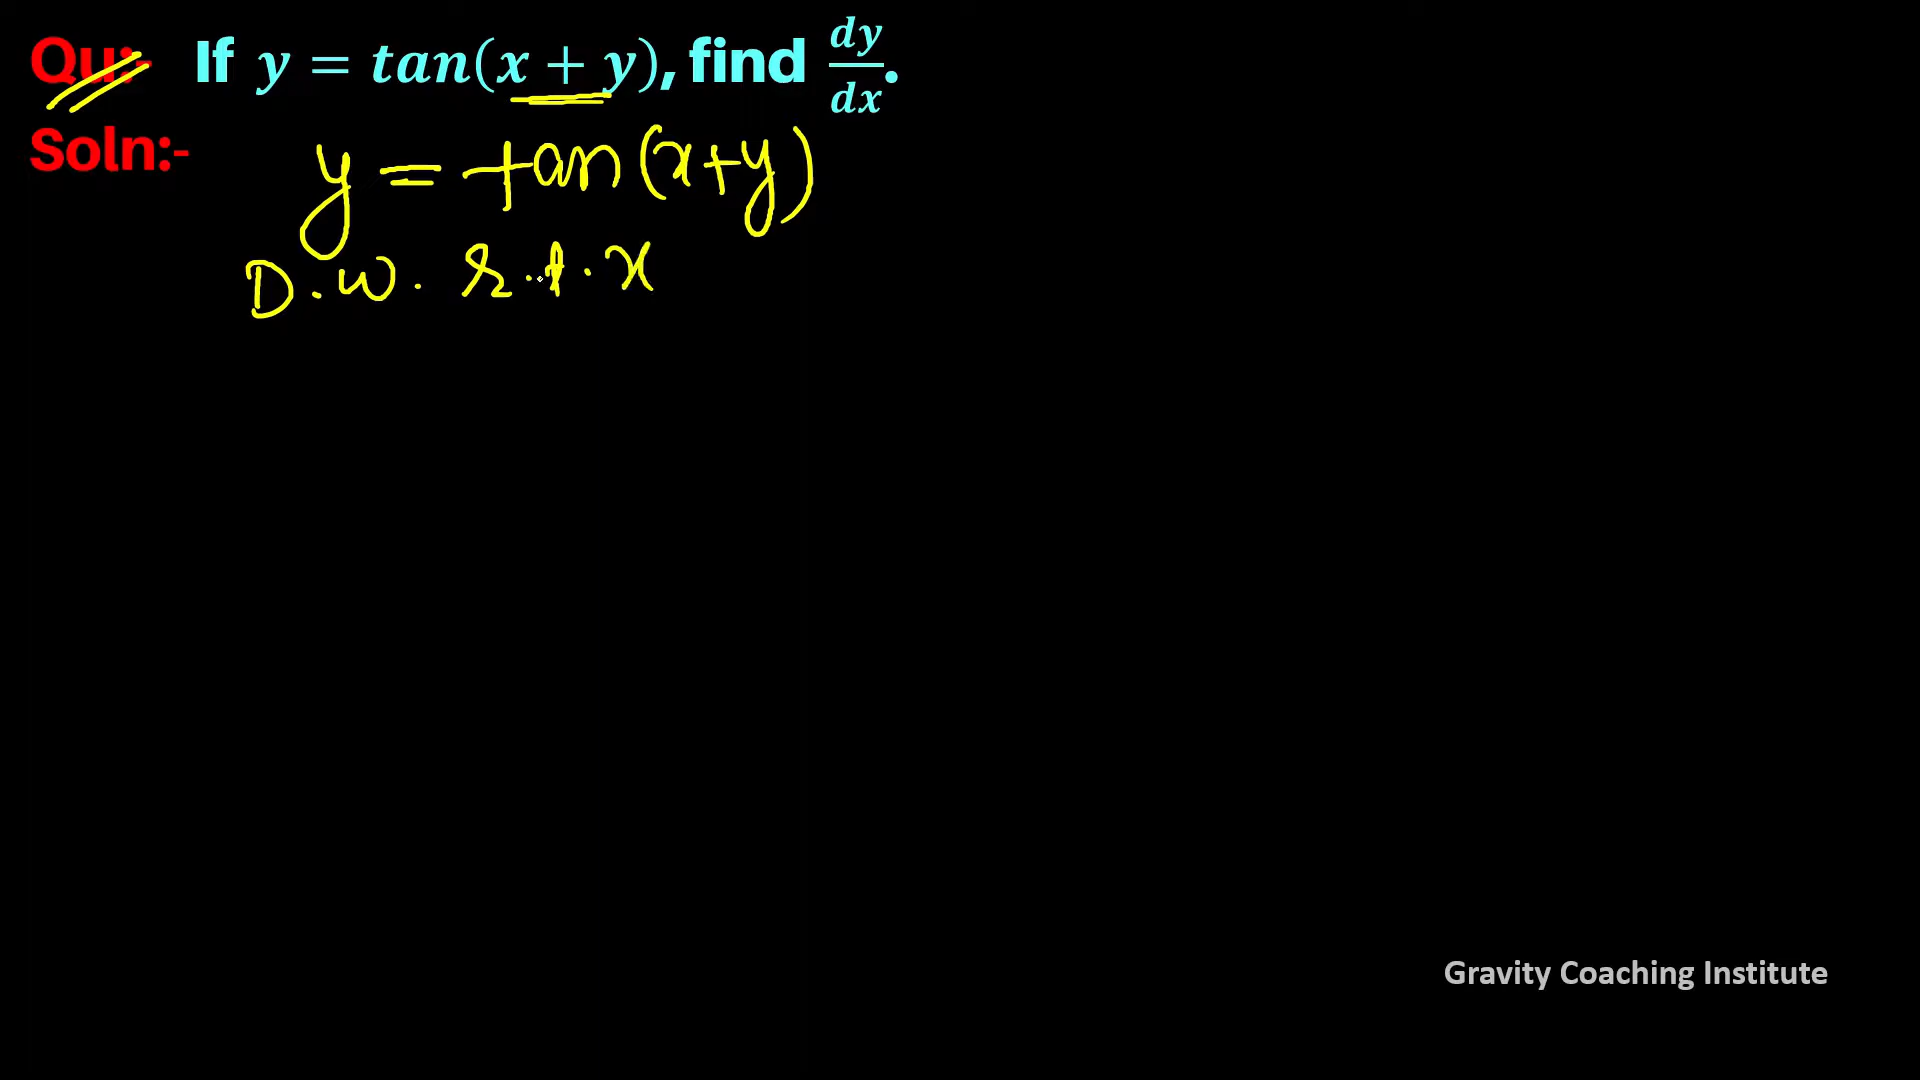 Qu:- If y = tan(x + y), find dy/dx.
Soln:- y = tan(x+y)
D.w. r.t. x
Gravity Coaching Institute